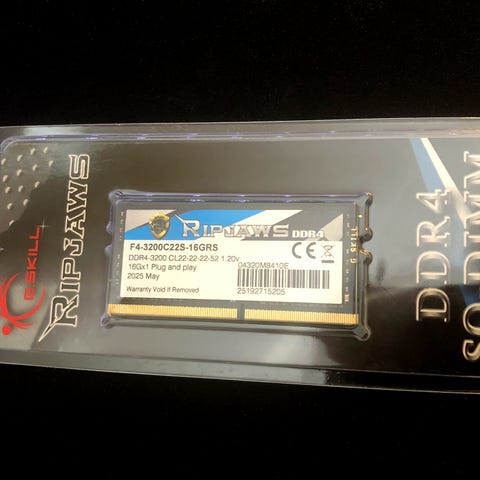 G.SKILL
RIPJAWS
RIPJAWS DDR4
F4-3200C22S-16GRS
DDR4-3200 CL22-22-22-52 1.20v
16Gx1 Plug and play
2025 May
Warranty Void If Removed
04320M8410E
25192715205
CE
DDR4
SO-DIMM